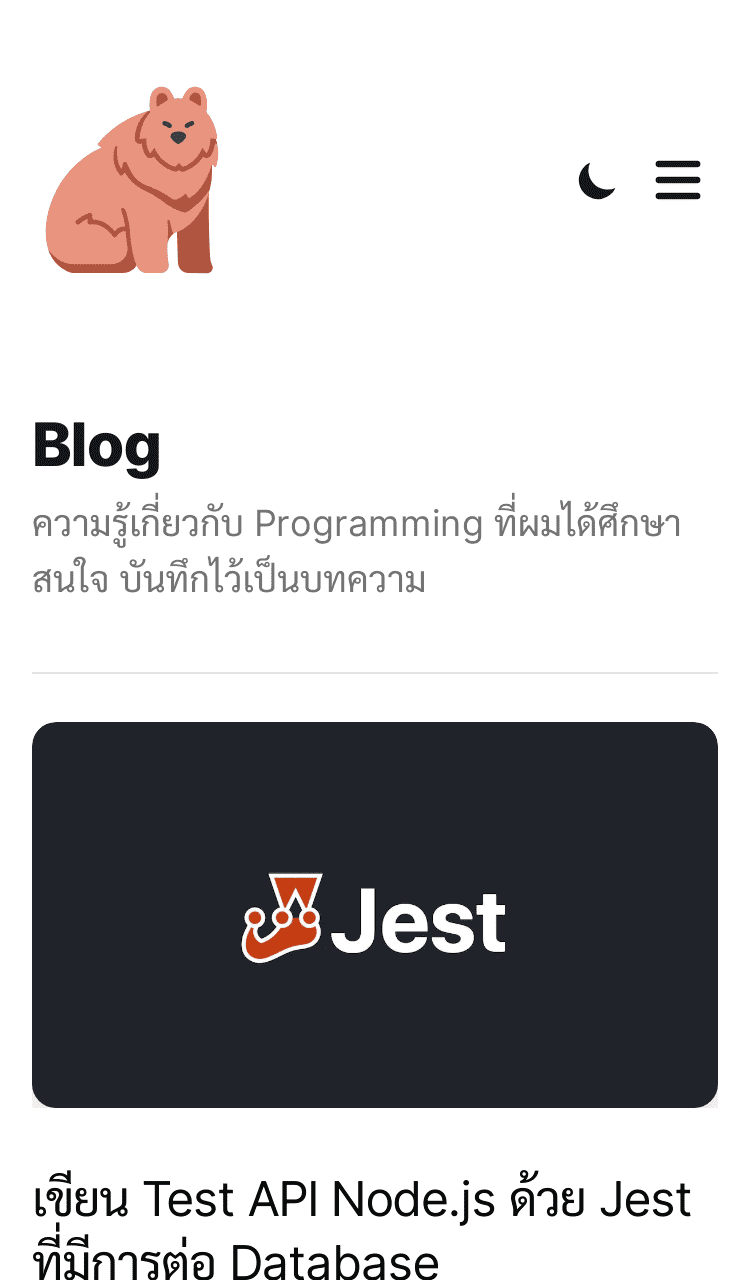 Blog
ความรู้เกี่ยวกับ Programming ที่ผมได้ศึกษา
สนใจ บันทึกไว้เป็นบทความ
Jest
เขียน Test API Node.js ด้วย Jest
ที่มีการต่อ Database